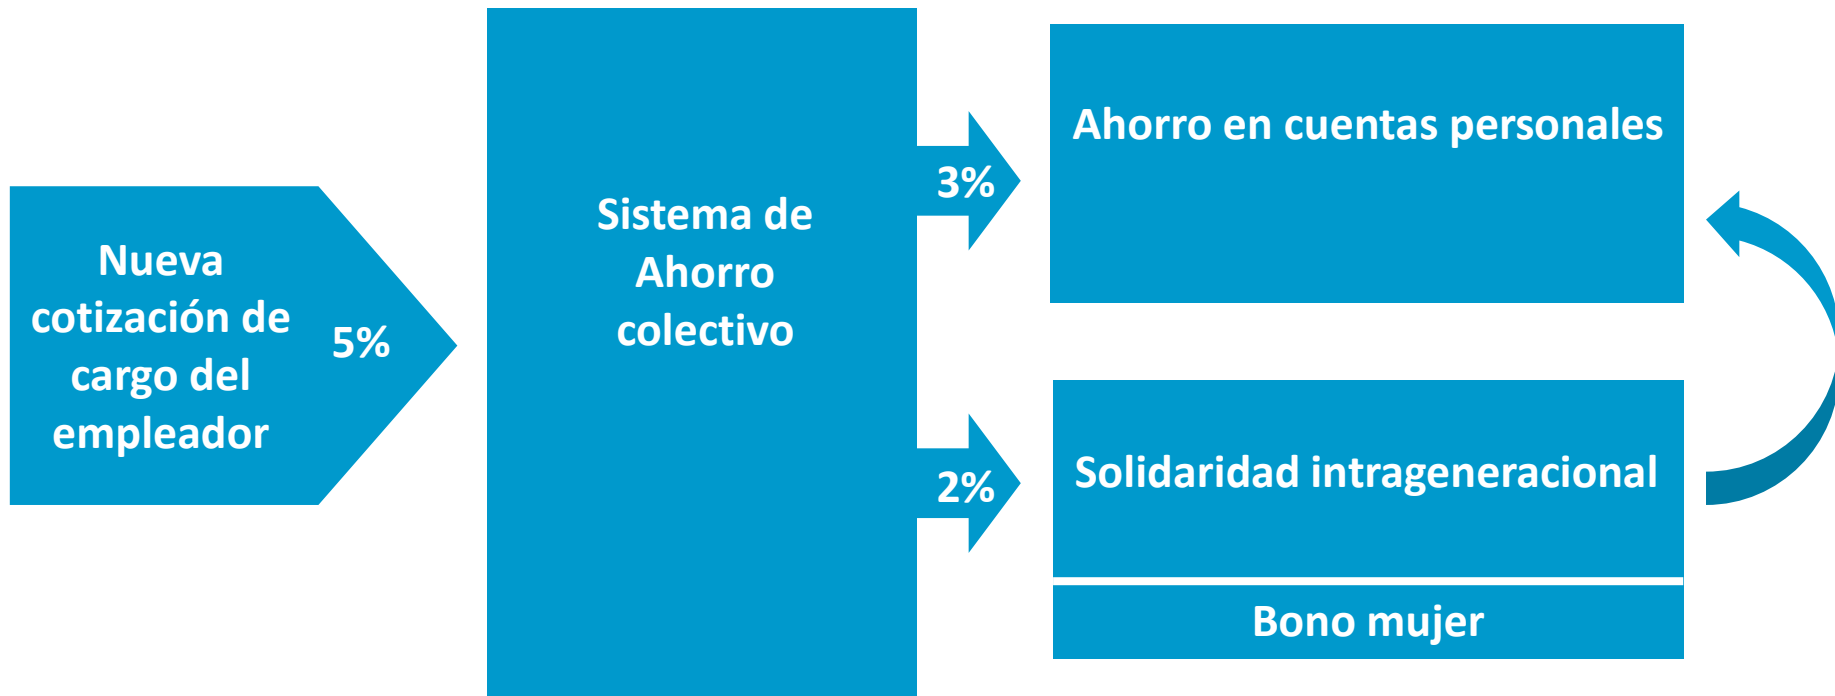 Nueva
cotización de
cargo del
empleador
5%
Sistema de
Ahorro
colectivo
3%
2%
Ahorro en cuentas personales
Solidaridad intrageneracional
Bono mujer